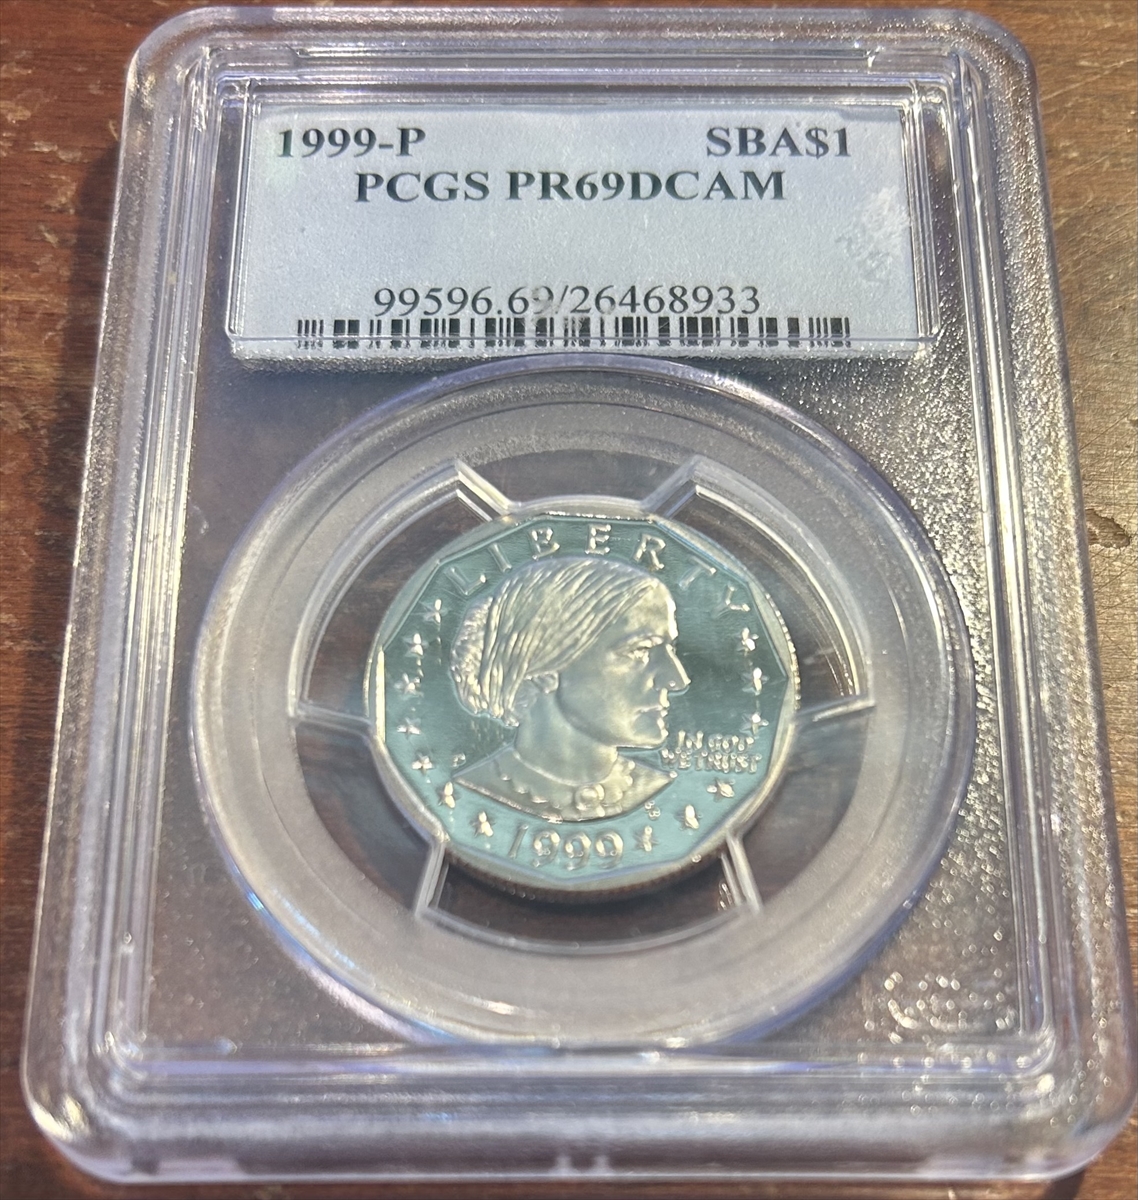 1999-P SBA$1
PCGS PR69DCAM
99596.69/26468933
LIBERTY
IN GOD
WE TRUST
P
1999